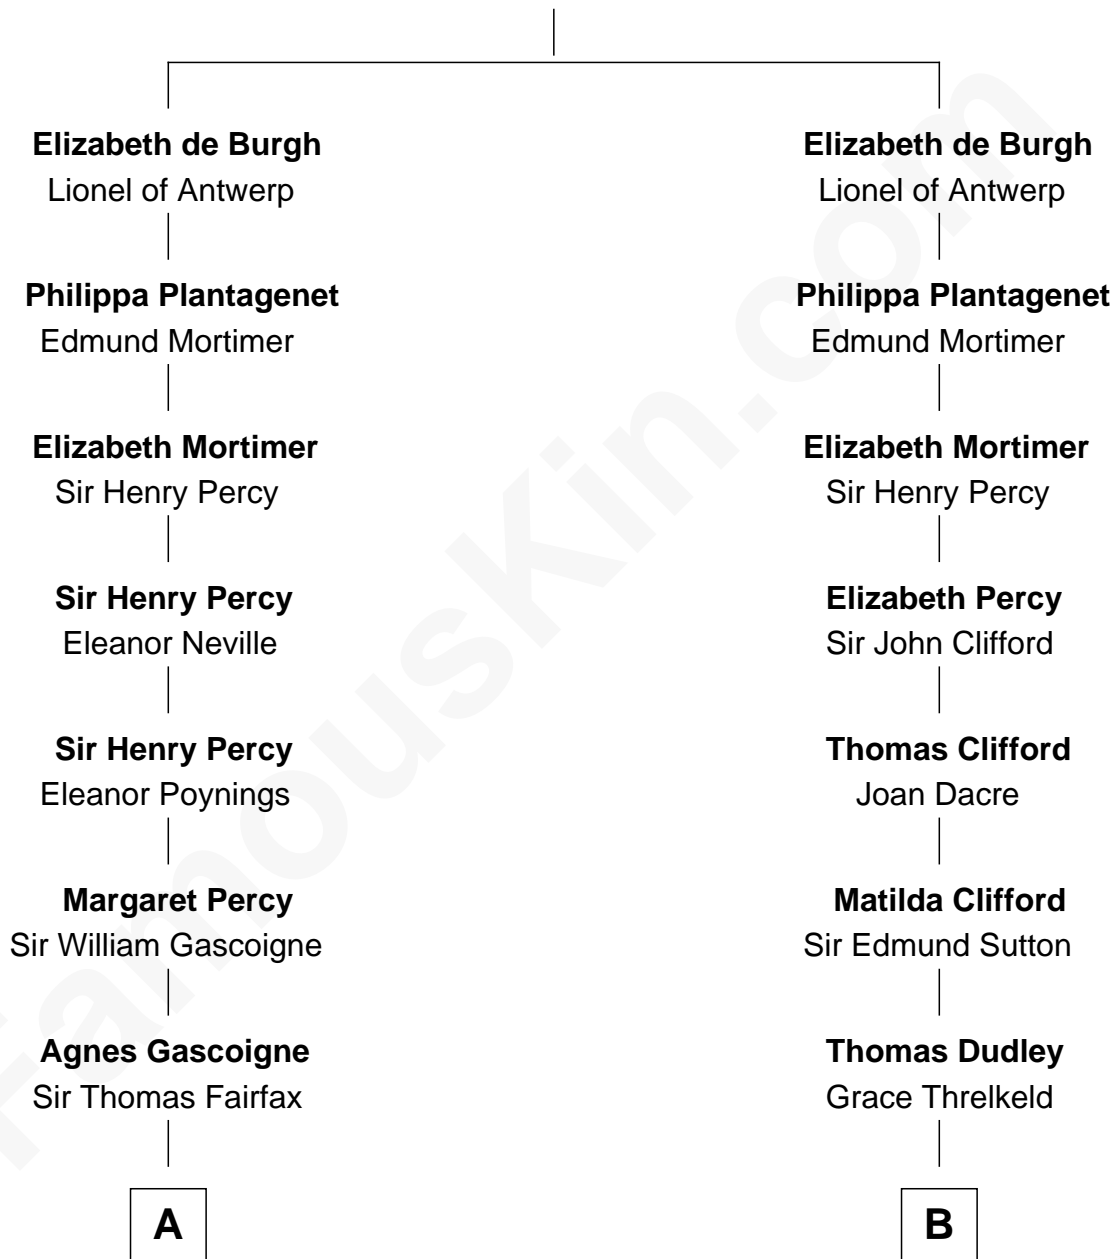 Elizabeth de Burgh
Lionel of Antwerp
Philippa Plantagenet
Edmund Mortimer
Elizabeth Mortimer
Sir Henry Percy
Sir Henry Percy
Eleanor Neville
Sir Henry Percy
Eleanor Poynings
Margaret Percy
Sir William Gascoigne
Agnes Gascoigne
Sir Thomas Fairfax
A
Elizabeth de Burgh
Lionel of Antwerp
Philippa Plantagenet
Edmund Mortimer
Elizabeth Mortimer
Sir Henry Percy
Elizabeth Percy
Sir John Clifford
Thomas Clifford
Joan Dacre
Matilda Clifford
Sir Edmund Sutton
Thomas Dudley
Grace Threlkeld
B
FamousKin.com